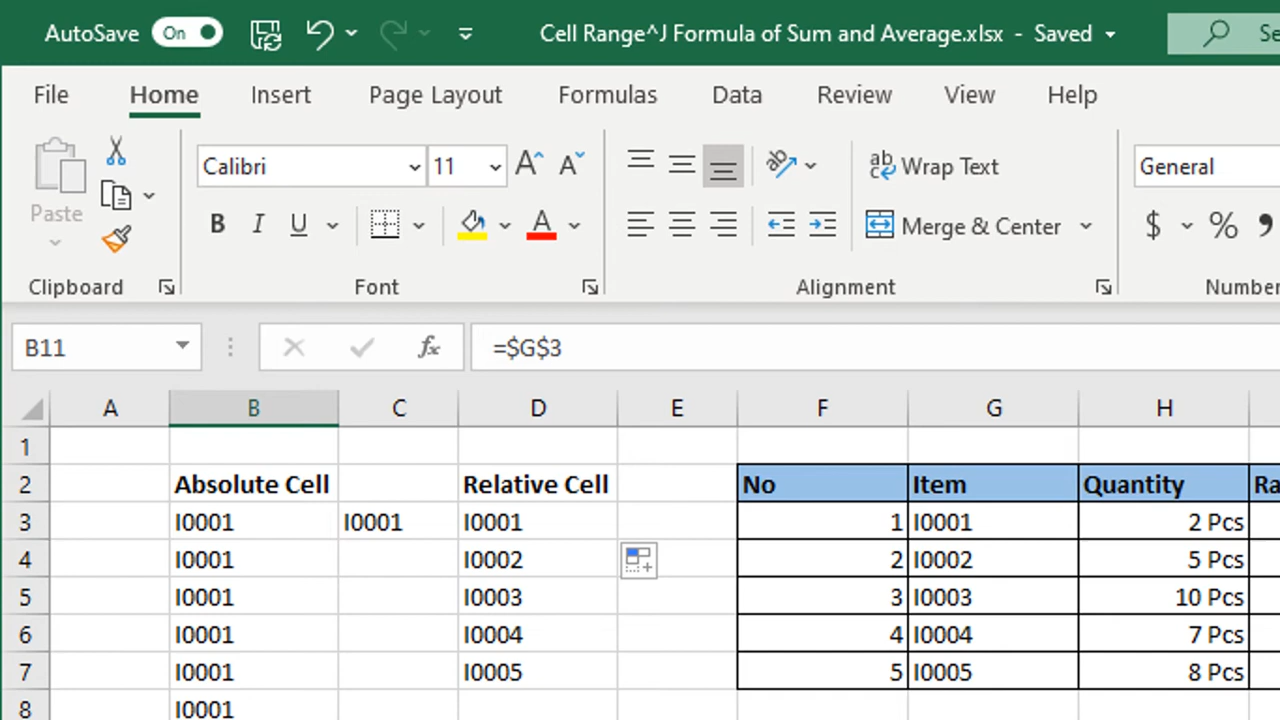 AutoSave On Cell Range^J Formula of Sum and Average.xlsx - Saved Se
File Home Insert Page Layout Formulas Data Review View Help
Paste
Clipboard
Calibri 11
B I U A
Font
ab
ab c Wrap Text
Merge & Center
Alignment
General
$ % ,
Number
B11 fx =$G$3
A B C D E F G H
1
2 Absolute Cell Relative Cell No Item Quantity Ra
3 I0001 I0001 I0001 1 I0001 2 Pcs
4 I0001 I0002 2 I0002 5 Pcs
5 I0001 I0003 3 I0003 10 Pcs
6 I0001 I0004 4 I0004 7 Pcs
7 I0001 I0005 5 I0005 8 Pcs
8 I0001